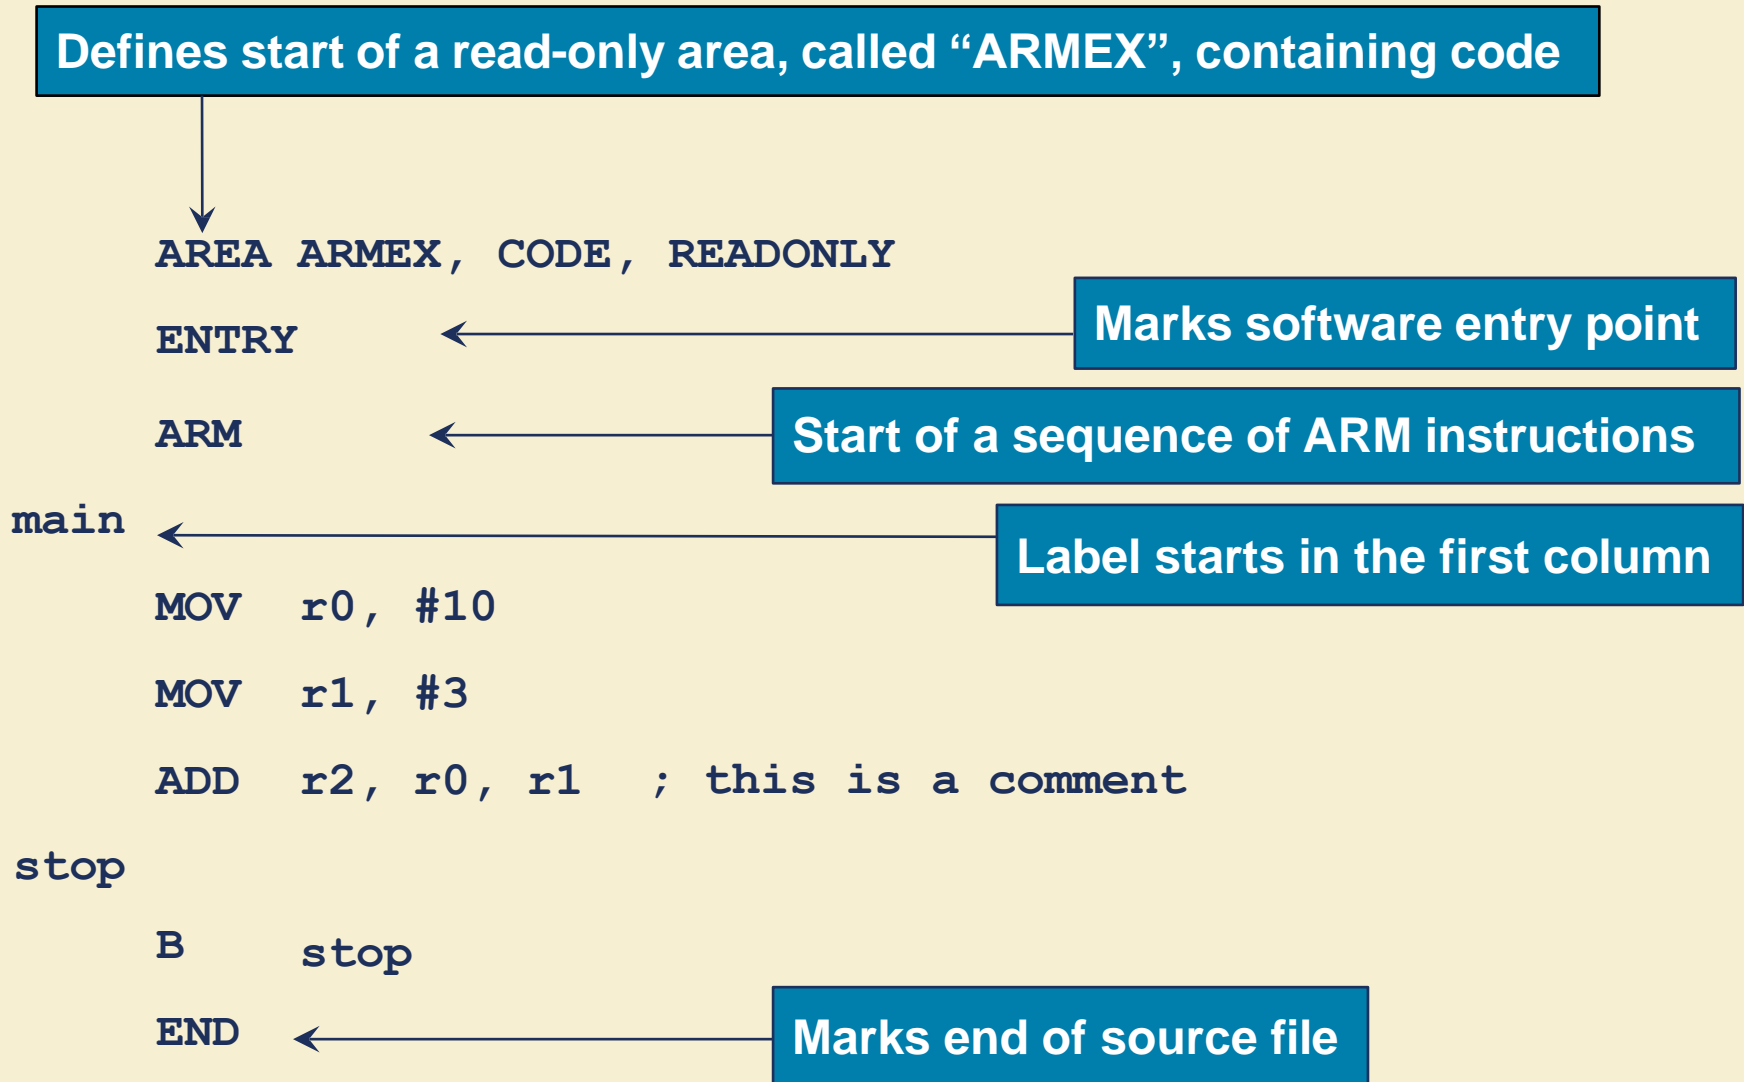 Defines start of a read-only area, called “ARMEX”, containing code
AREA ARMEX, CODE, READONLY
ENTRY
Marks software entry point
ARM
Start of a sequence of ARM instructions
main
Label starts in the first column
MOV r0, #10
MOV r1, #3
ADD r2, r0, r1 ; this is a comment
stop
B stop
END
Marks end of source file